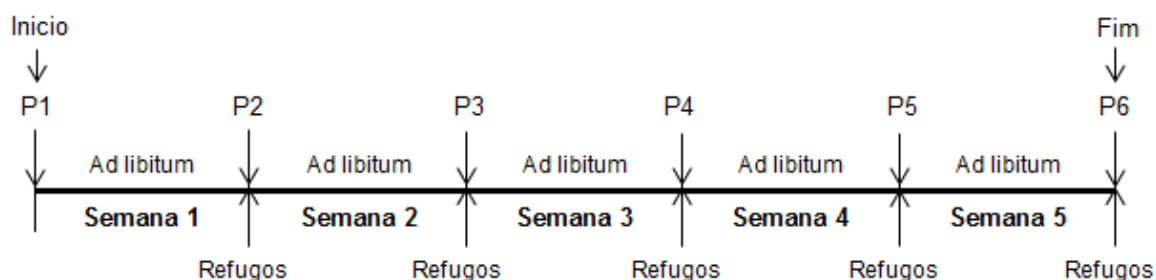 Inicio Fim
P1 P2 P3 P4 P5 P6
Ad libitum Ad libitum Ad libitum Ad libitum Ad libitum
Semana 1 Semana 2 Semana 3 Semana 4 Semana 5
Refugos Refugos Refugos Refugos Refugos